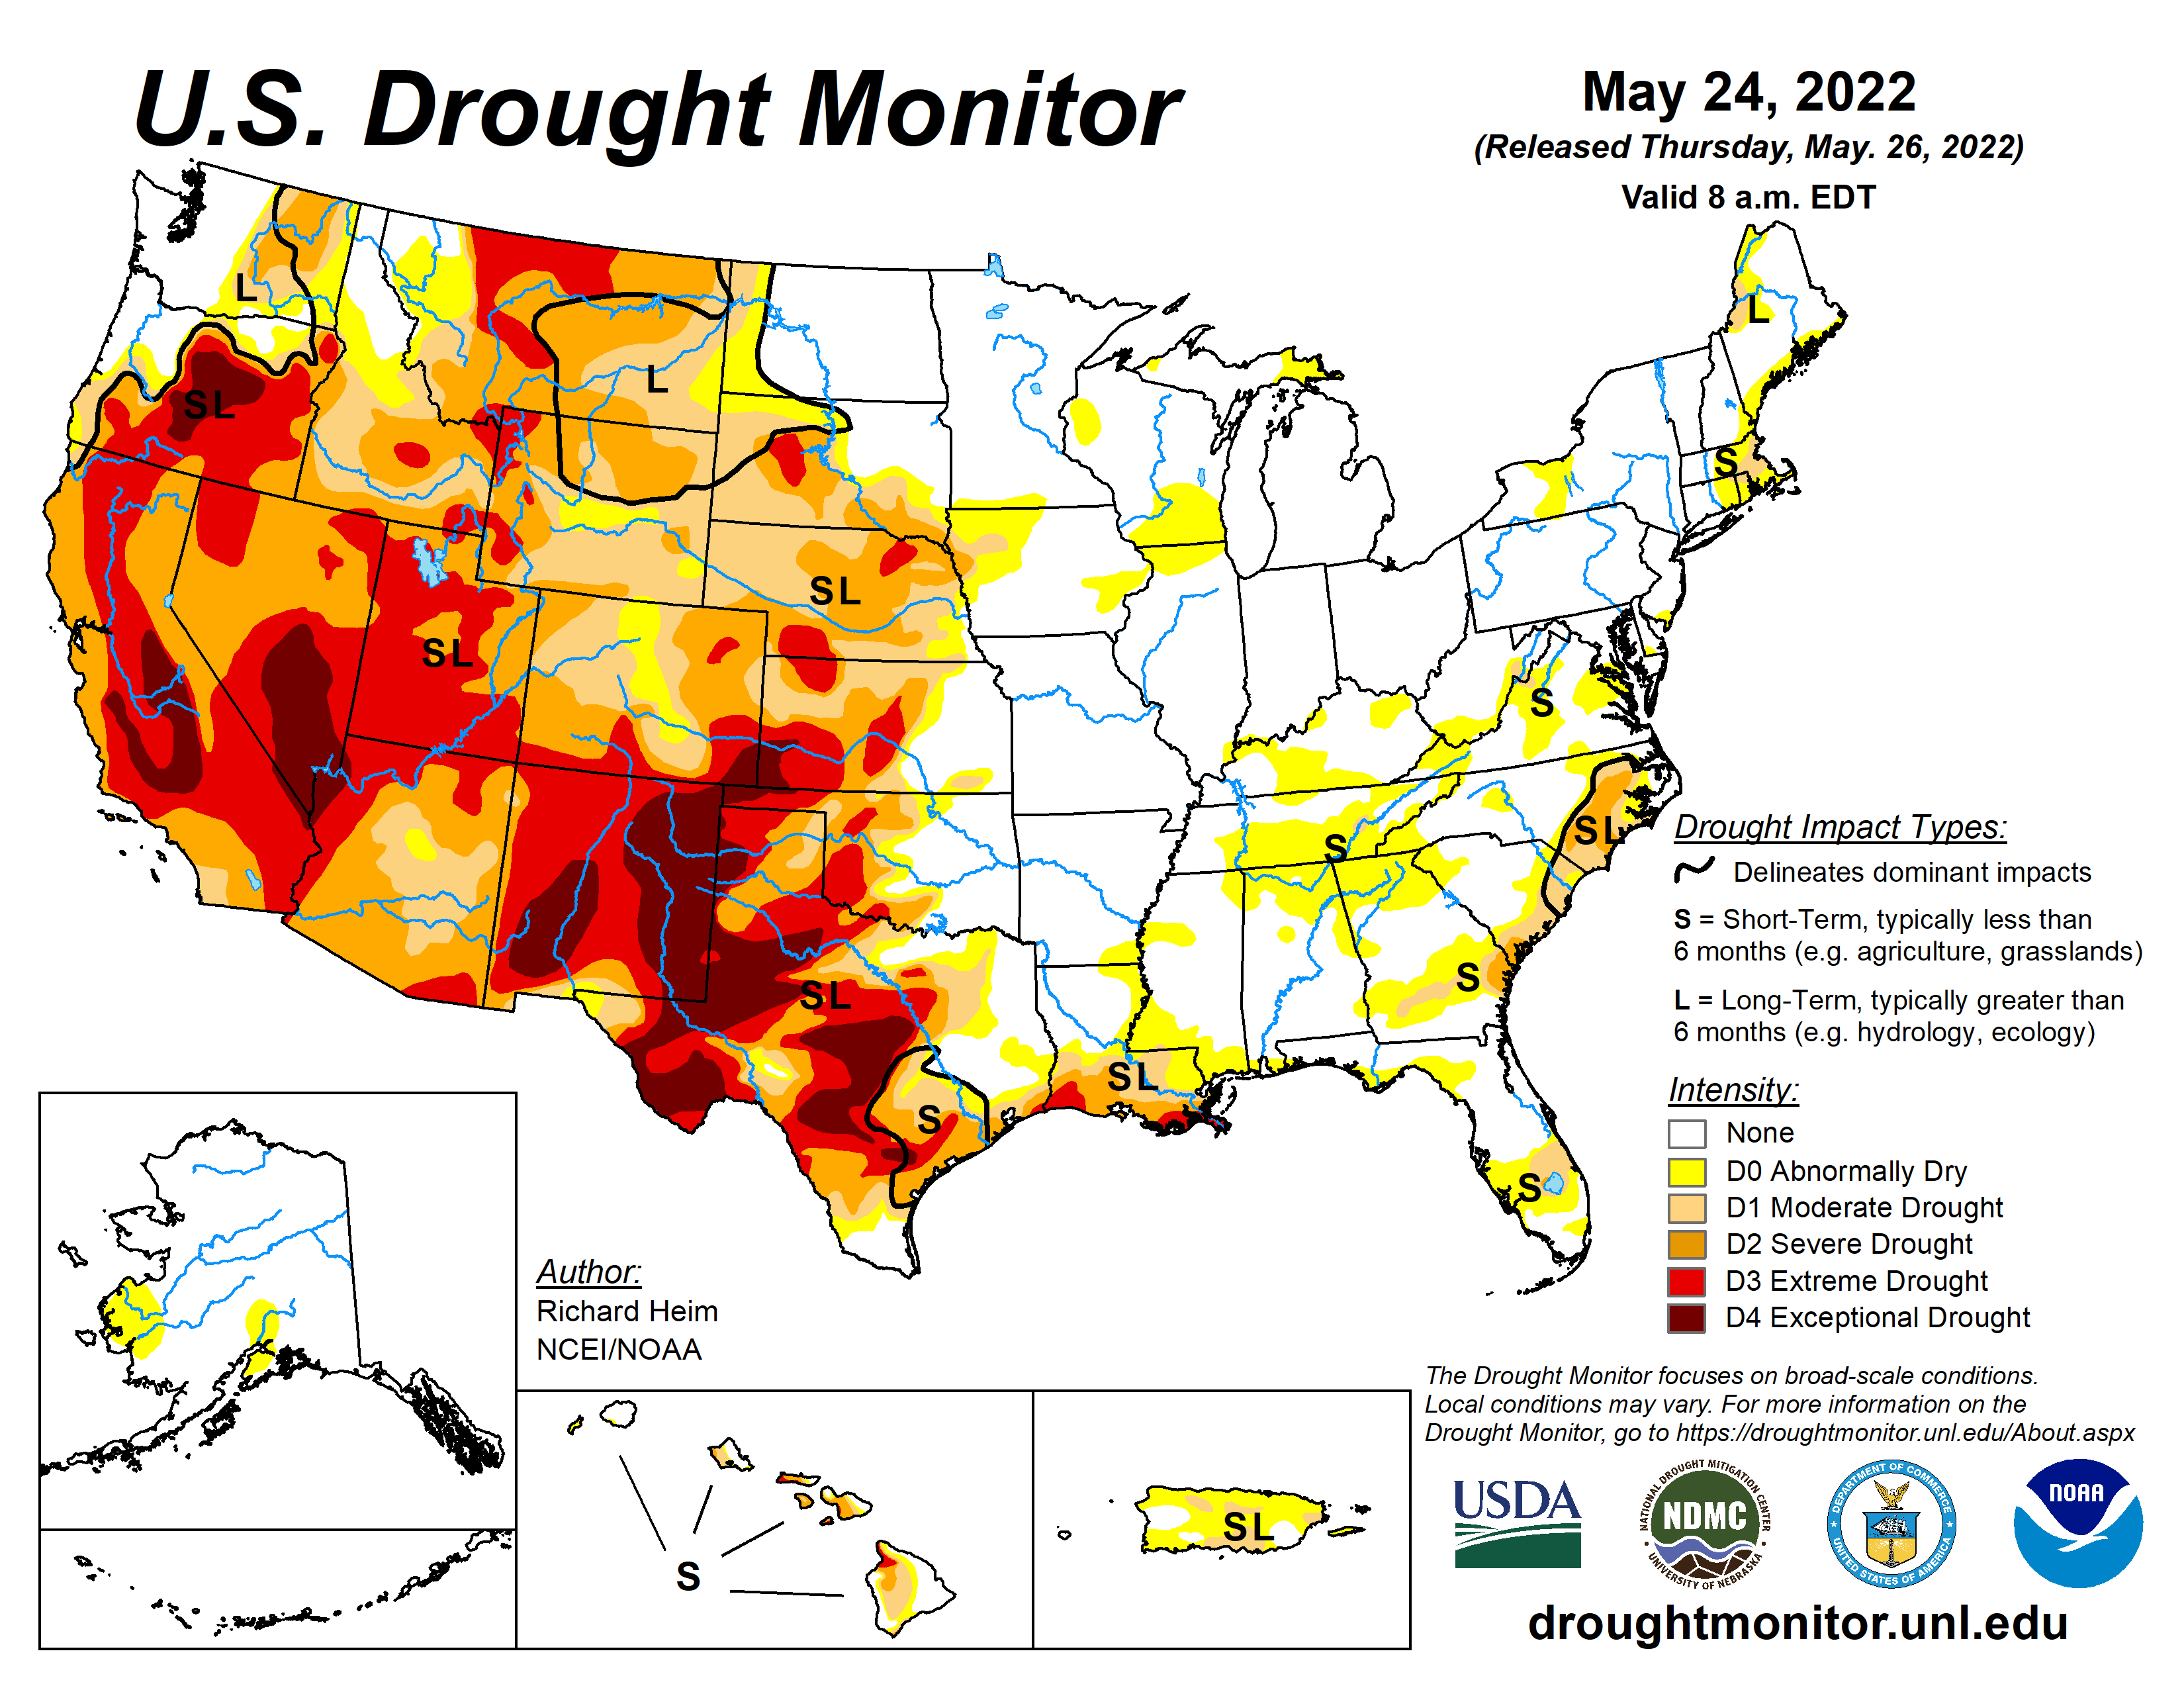 U.S. Drought Monitor
May 24, 2022
(Released Thursday, May. 26, 2022)
Valid 8 a.m. EDT
L
L
L
SL
S
SL
SL
S
S
SL
S
SL
S
SL
S
S
Drought Impact Types:
Delineates dominant impacts
S = Short-Term, typically less than
6 months (e.g. agriculture, grasslands)
L = Long-Term, typically greater than
6 months (e.g. hydrology, ecology)
Intensity:
None
D0 Abnormally Dry
D1 Moderate Drought
D2 Severe Drought
D3 Extreme Drought
D4 Exceptional Drought
Author:
Richard Heim
NCEI/NOAA
S
SL
The Drought Monitor focuses on broad-scale conditions.
Local conditions may vary. For more information on the
Drought Monitor, go to https://droughtmonitor.unl.edu/About.aspx
USDA
NATIONAL DROUGHT MITIGATION CENTER
NDMC
UNIVERSITY OF NEBRASKA
DEPARTMENT OF COMMERCE
UNITED STATES OF AMERICA
NOAA
droughtmonitor.unl.edu